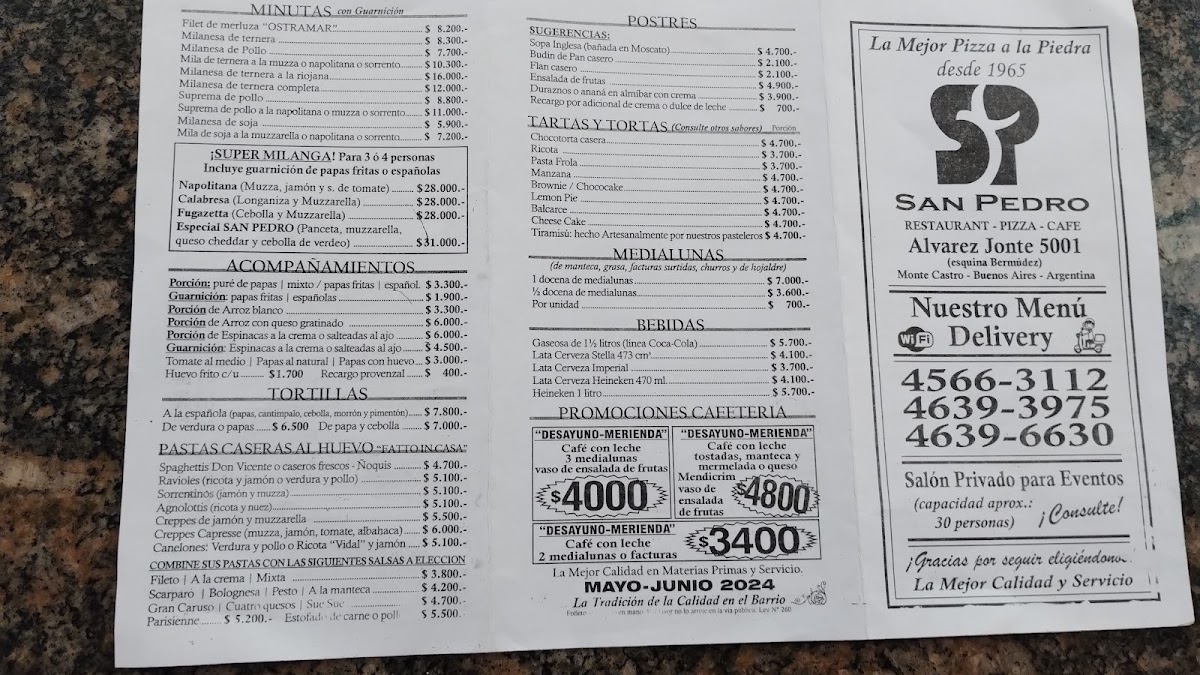 MINUTAS con Guarnición
Filet de merluza "OSTRAMAR" $ 8.200.-
Milanesa de ternera $ 8.300.-
Milanesa de Pollo $ 7.700.-
Mila de ternera a la muzza o napolitana o sorrento $ 10.300.-
Milanesa de ternera a la riojana $ 16.000.-
Milanesa de ternera completa $ 12.000.-
Suprema de pollo $ 8.800.-
Suprema de pollo a la napolitana o muzza o sorrento $ 11.000.-
Milanesa de soja $ 5.900.-
Mila de soja a la muzzarella o napolitana o sorrento $ 7.200.-
¡SUPER MILANGA! Para 3 ó 4 personas
Incluye guarnición de papas fritas o españolas
Napolitana (Muzza, jamón y s. de tomate) $28.000.-
Calabresa (Longaniza y Muzzarella) $28.000.-
Fugazetta (Cebolla y Muzzarella) $28.000.-
Especial SAN PEDRO (Panceta, muzzarella,
queso cheddar y cebolla de verdeo) $31.000.-
ACOMPAÑAMIENTOS
Porción: puré de papas | mixto / papas fritas | español. $ 3.300.-
Guarnición: papas fritas | españolas $ 1.900.-
Porción de Arroz blanco $ 3.300.-
Porción de Arroz con queso gratinado $ 6.000.-
Porción de Espinacas a la crema o salteadas al ajo $ 6.000.-
Guarnición: Espinacas a la crema o salteadas al ajo $ 4.500.-
Tomate al medio | Papas al natural | Papas con huevo $ 3.000.-
Huevo frito c/u $ 1.700 Recargo provenzal $ 400.-
TORTILLAS
A la española (papas, cantimpalo, cebolla, morrón y pimentón) $ 7.800.-
De verdura o papas $ 6.500 De papa y cebolla $ 7.000.-
PASTAS CASERAS AL HUEVO "FATTO IN CASA"
Spaghettis Don Vicente o caseros frescos - Ñoquis $ 4.700.-
Ravioles (ricota y jamón o verdura y pollo) $ 5.100.-
Sorrentinos (jamón y muzza) $ 5.100.-
Agnolottis (ricota y nuez) $ 5.100.-
Creppes de jamón y muzzarella $ 5.500.-
Creppes Capresse (muzza, jamón, tomate, albahaca) $ 6.000.-
Canelones: Verdura y pollo o Ricota "Vidal" y jamón $ 5.100.-
COMBINE SUS PASTAS CON LAS SIGUIENTES SALSAS A ELECCION
Fileto | A la crema | Mixta $ 3.800.-
Scarparo | Bolognesa | Pesto | A la manteca $ 4.200.-
Gran Caruso | Cuatro quesos | Sue Sue $ 4.700.-
Parisienne $ 5.200.- Estofado de carne o poll $ 5.500.-
POSTRES
SUGERENCIAS:
Sopa Inglesa (bañada en Moscato) $ 4.700.-
Budin de Pan casero $ 2.100.-
Flan casero $ 2.100.-
Ensalada de frutas $ 4.900.-
Duraznos o ananá en almíbar con crema $ 3.900.-
Recargo por adicional de crema o dulce de leche $ 700.-
TARTAS Y TORTAS (Consulte otros sabores) Porción
Chocotorta casera $ 4.700.-
Ricota $ 3.700.-
Pasta Frola $ 3.700.-
Manzana $ 4.700.-
Brownie / Chococake $ 4.700.-
Lemon Pie $ 4.700.-
Balcarce $ 4.700.-
Cheese Cake $ 4.700.-
Tiramisú: hecho Artesanalmente por nuestros pasteleros $ 4.700.-
MEDIALUNAS
(de manteca, grasa, facturas surtidas, churros y de hojaldre)
1 docena de medialunas $ 7.000.-
½ docena de medialunas $ 3.600.-
Por unidad $ 700.-
BEBIDAS
Gaseosa de 1½ litros (linea Coca-Cola) $ 5.700.-
Lata Cerveza Stella 473 cm³ $ 4.100.-
Lata Cerveza Imperial $ 3.700.-
Lata Cerveza Heineken 470 ml. $ 4.100.-
Heineken 1 litro $ 5.700.-
PROMOCIONES CAFETERIA
"DESAYUNO-MERIENDA"
Café con leche
3 medialunas
vaso de ensalada de frutas
$4000
"DESAYUNO-MERIENDA"
Café con leche
tostadas, manteca y
mermelada o queso
Mendicrim
vaso de
ensalada
de frutas
$4800
"DESAYUNO-MERIENDA"
Café con leche
2 medialunas o facturas
$3400
La Mejor Calidad en Materias Primas y Servicio.
MAYO-JUNIO 2024
La Tradición de la Calidad en el Barrio
Folleto en mano no lo arroje en la vía pública. Ley Nº 260
La Mejor Pizza a la Piedra
desde 1965
SP
SAN PEDRO
RESTAURANT - PIZZA - CAFE
Alvarez Jonte 5001
(esquina Bermúdez)
Monte Castro - Buenos Aires - Argentina
Nuestro Menú
WiFi Delivery
4566-3112
4639-3975
4639-6630
Salón Privado para Eventos
(capacidad aprox.:
30 personas) ¡Consulte!
¡Gracias por seguir eligiéndono
La Mejor Calidad y Servicio